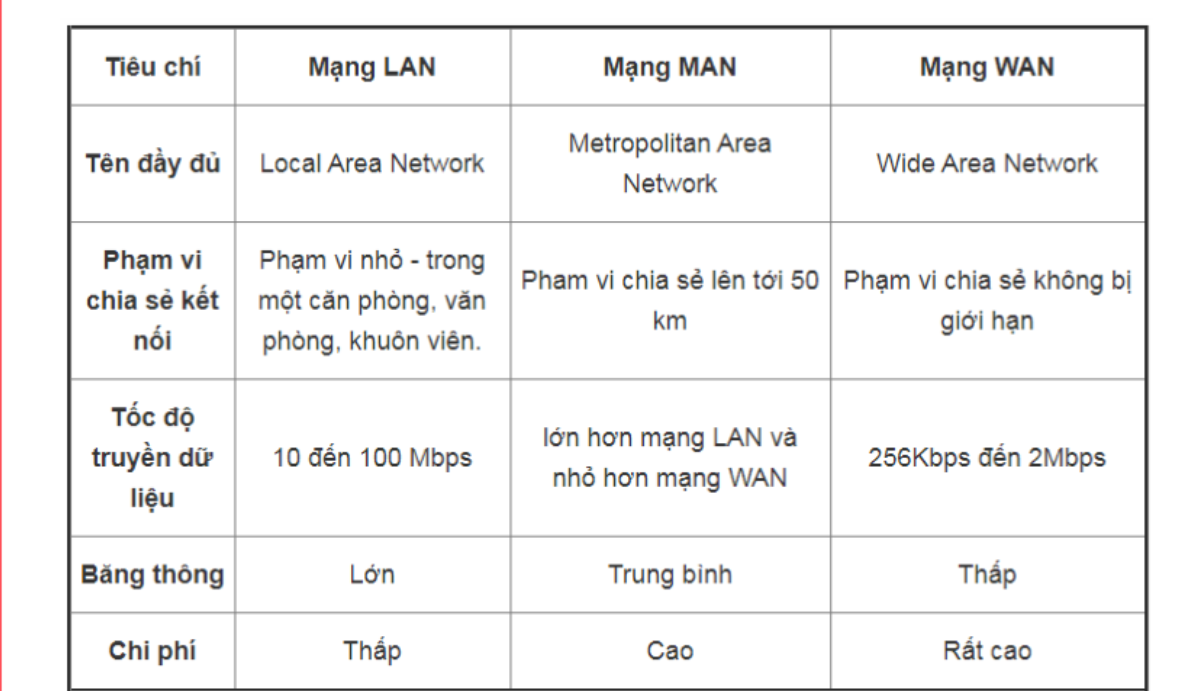 Tiêu chí Mạng LAN Mạng MAN Mạng WAN
Tên đầy đủ Local Area Network Metropolitan Area Network Wide Area Network
Phạm vi chia sẻ kết nối Phạm vi nhỏ - trong một căn phòng, văn phòng, khuôn viên. Pham vi chia sẻ lên tới 50 km Phạm vi chia sẻ không bị giới hạn
Tốc độ truyền dữ liệu 10 đến 100 Mbps lớn hơn mạng LAN và nhỏ hơn mạng WAN 256Kbps đến 2Mbps
Băng thông Lớn Trung bình Thấp
Chi phí Thấp Cao Rất cao